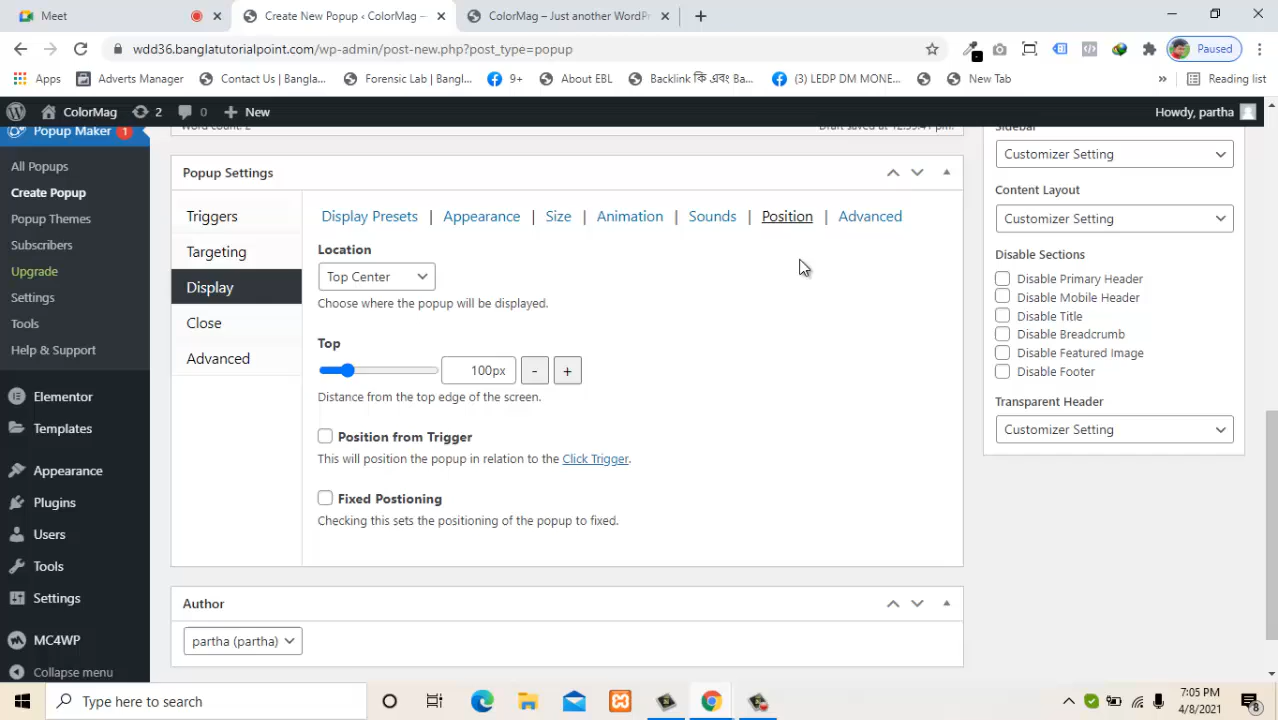 Meet
Create New Popup ‹ ColorMag —
ColorMag – Just another WordPr
wdd36.banglatutorialpoint.com/wp-admin/post-new.php?post_type=popup
Paused
Apps
Adverts Manager
Contact Us | Bangla...
Forensic Lab | Bangl...
About EBL
(3) LEDP DM MONE...
New Tab
»
Reading list
ColorMag
2
0
New
Howdy, partha
Popup Maker 1
All Popups
Create Popup
Popup Themes
Subscribers
Upgrade
Settings
Tools
Help & Support
Elementor
Templates
Appearance
Plugins
Users
Tools
Settings
MC4WP
Collapse menu
Word count: 2
Popup Settings
Triggers
Targeting
Display
Close
Advanced
Display Presets | Appearance | Size | Animation | Sounds | Position | Advanced
Location
Top Center
Choose where the popup will be displayed.
Top
100px - +
Distance from the top edge of the screen.
Position from Trigger
This will position the popup in relation to the Click Trigger.
Fixed Postioning
Checking this sets the positioning of the popup to fixed.
Author
partha (partha)
Sidebar
Customizer Setting
Content Layout
Customizer Setting
Disable Sections
Disable Primary Header
Disable Mobile Header
Disable Title
Disable Breadcrumb
Disable Featured Image
Disable Footer
Transparent Header
Customizer Setting
Type here to search
7:05 PM
4/8/2021
8